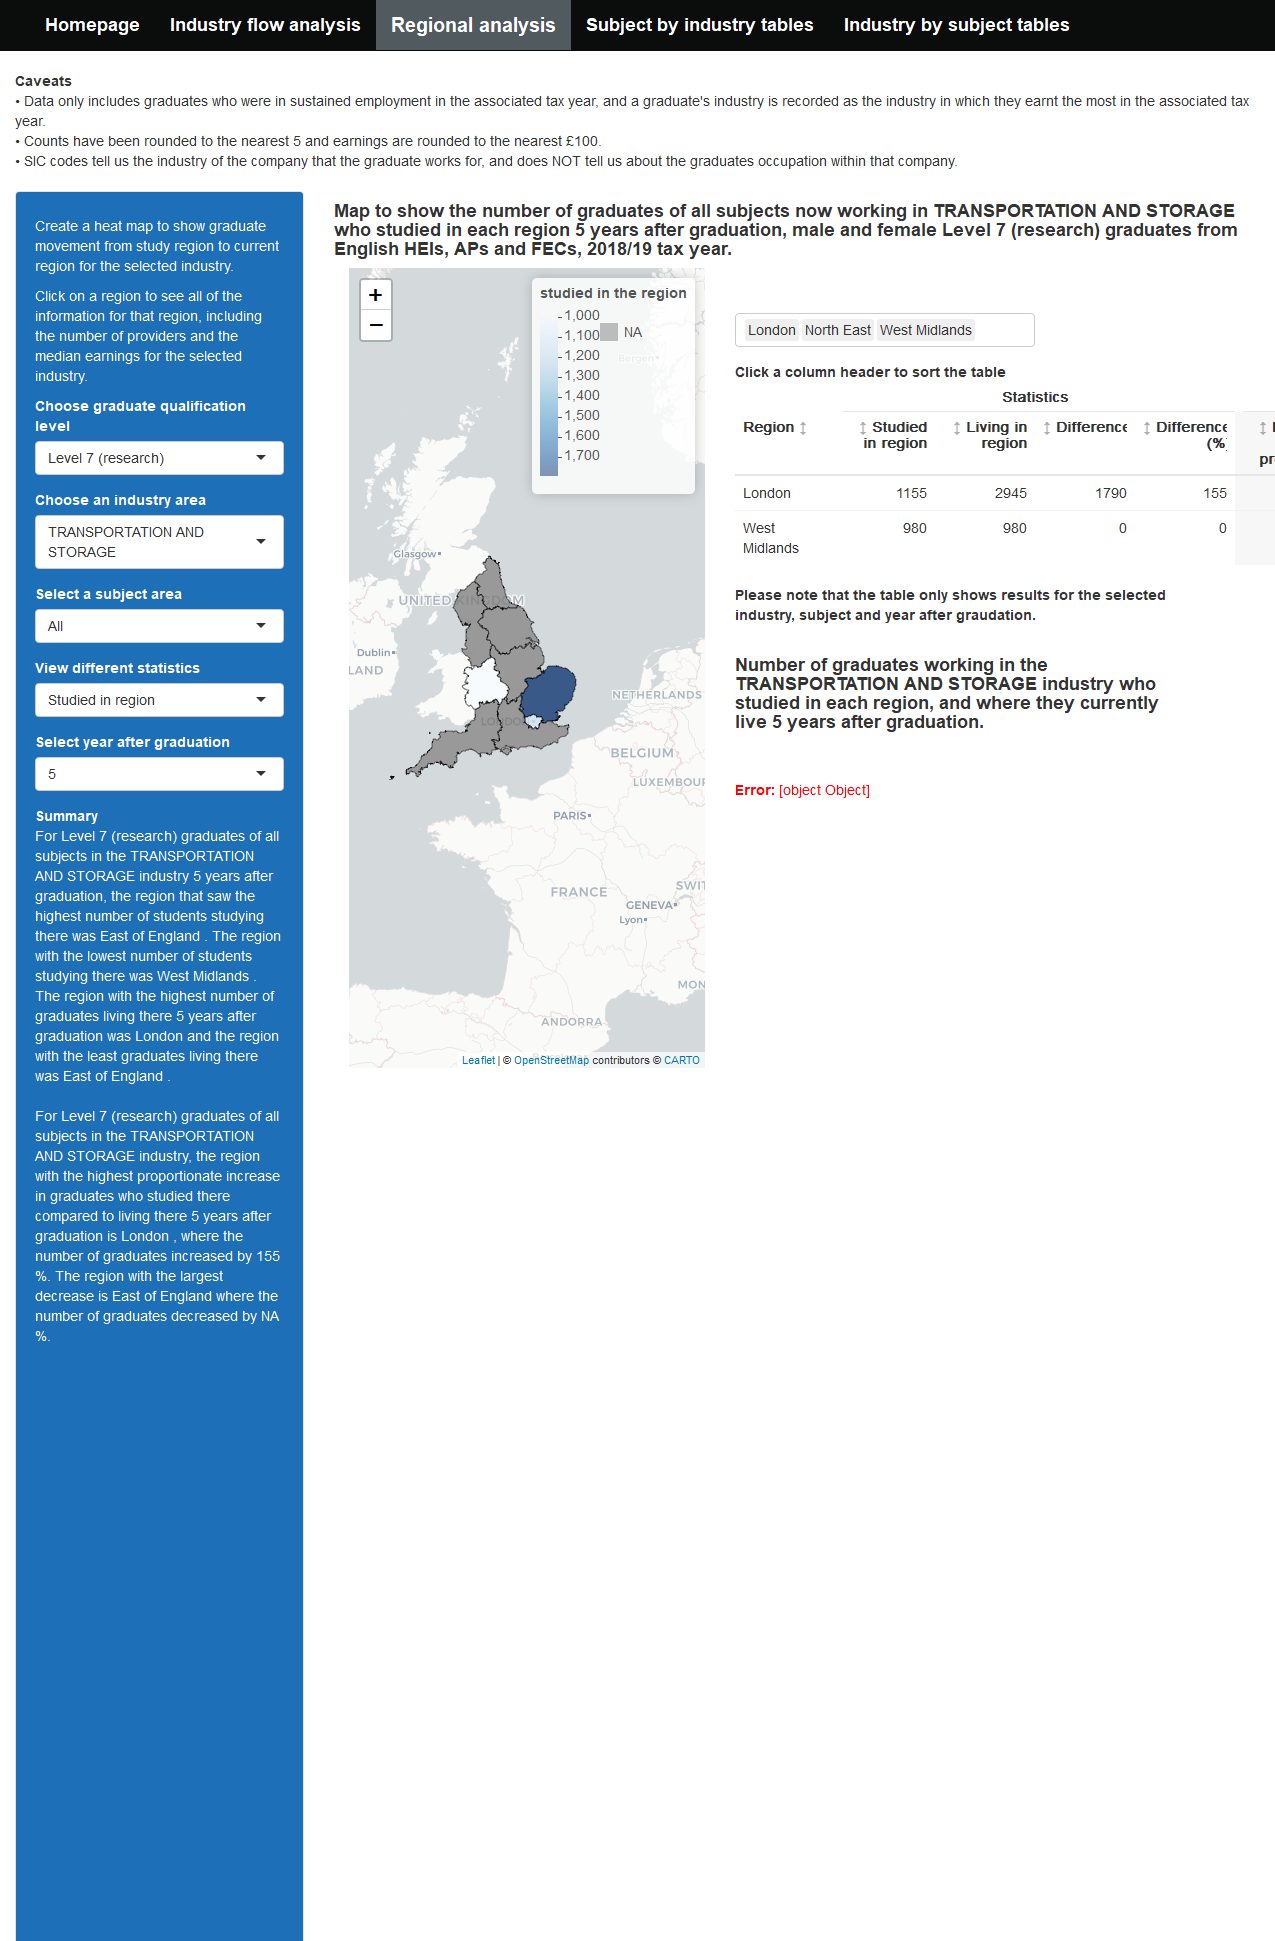 Homepage Industry flow analysis Regional analysis Subject by industry tables Industry by subject tables
Caveats
• Data only includes graduates who were in sustained employment in the associated tax year, and a graduate's industry is recorded as the industry in which they earnt the most in the associated tax
year.
• Counts have been rounded to the nearest 5 and earnings are rounded to the nearest £100.
• SIC codes tell us the industry of the company that the graduate works for, and does NOT tell us about the graduates occupation within that company.
Create a heat map to show graduate
movement from study region to current
region for the selected industry.
Click on a region to see all of the
information for that region, including
the number of providers and the
median earnings for the selected
industry.
Choose graduate qualification
level
Level 7 (research)
Choose an industry area
TRANSPORTATION AND
STORAGE
Select a subject area
All
View different statistics
Studied in region
Select year after graduation
5
Summary
For Level 7 (research) graduates of all
subjects in the TRANSPORTATION
AND STORAGE industry 5 years after
graduation, the region that saw the
highest number of students studying
there was East of England . The region
with the lowest number of students
studying there was West Midlands .
The region with the highest number of
graduates living there 5 years after
graduation was London and the region
with the least graduates living there
was East of England .
For Level 7 (research) graduates of all
subjects in the TRANSPORTATION
AND STORAGE industry, the region
with the highest proportionate increase
in graduates who studied there
compared to living there 5 years after
graduation is London , where the
number of graduates increased by 155
%. The region with the largest
decrease is East of England where the
number of graduates decreased by NA
%.
Map to show the number of graduates of all subjects now working in TRANSPORTATION AND STORAGE
who studied in each region 5 years after graduation, male and female Level 7 (research) graduates from
English HEIs, APs and FECs, 2018/19 tax year.
+
−
studied in the region
1,000
1,100
NA
1,200
1,300
1,400
1,500
1,600
1,700
Bergen
Glasgow
UNITED KINGDOM
Dublin
LAND
LONDON
NETHERLANDS
BELGIUM
LUXEMBOUR
PARIS
FRANCE
SWIT
GENEVA
Lyon
MON
ANDORRA
Leaflet | © OpenStreetMap contributors © CARTO
London North East West Midlands
Click a column header to sort the table
Statistics
Region Studied in region Living in region Difference Difference (%)
pr
London 1155 2945 1790 155
West Midlands 980 980 0 0
Please note that the table only shows results for the selected
industry, subject and year after graudation.
Number of graduates working in the
TRANSPORTATION AND STORAGE industry who
studied in each region, and where they currently
live 5 years after graduation.
Error: [object Object]